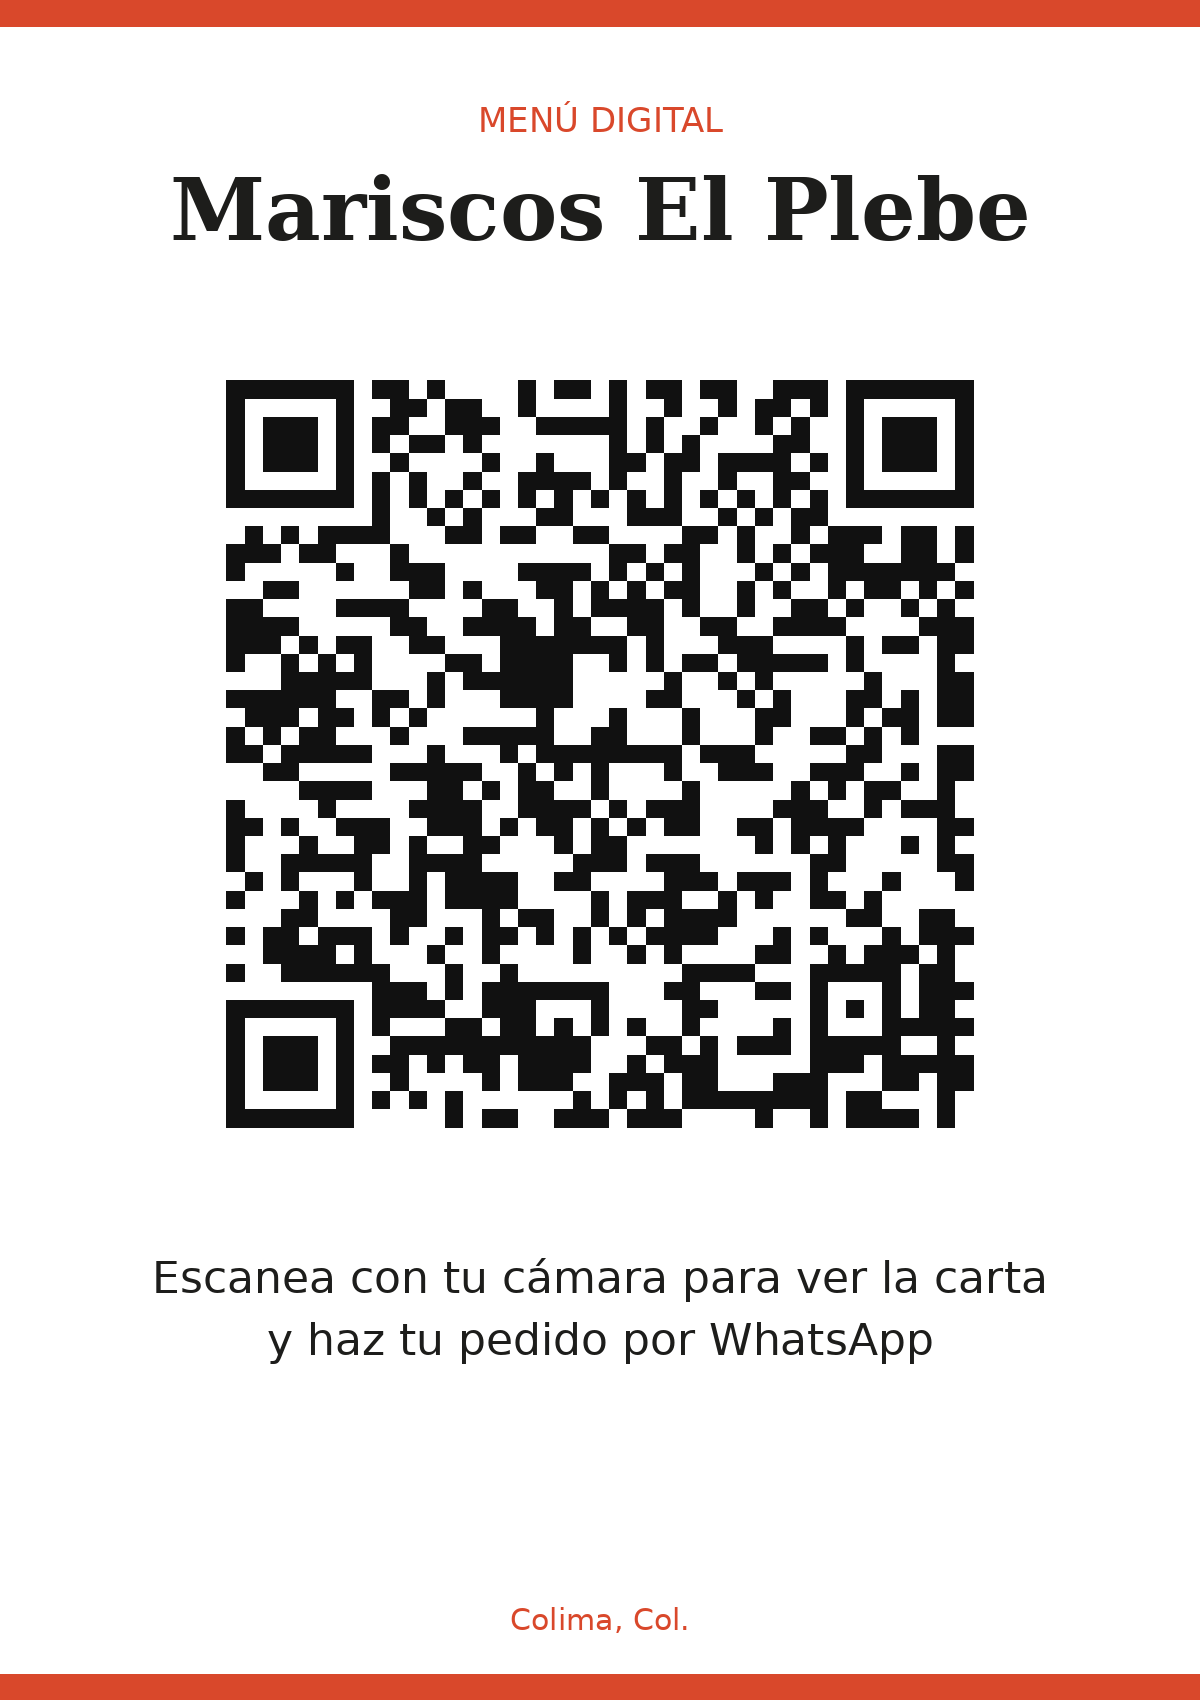 MENÚ DIGITAL
Mariscos El Plebe
Escanea con tu cámara para ver la carta
y haz tu pedido por WhatsApp
Colima, Col.